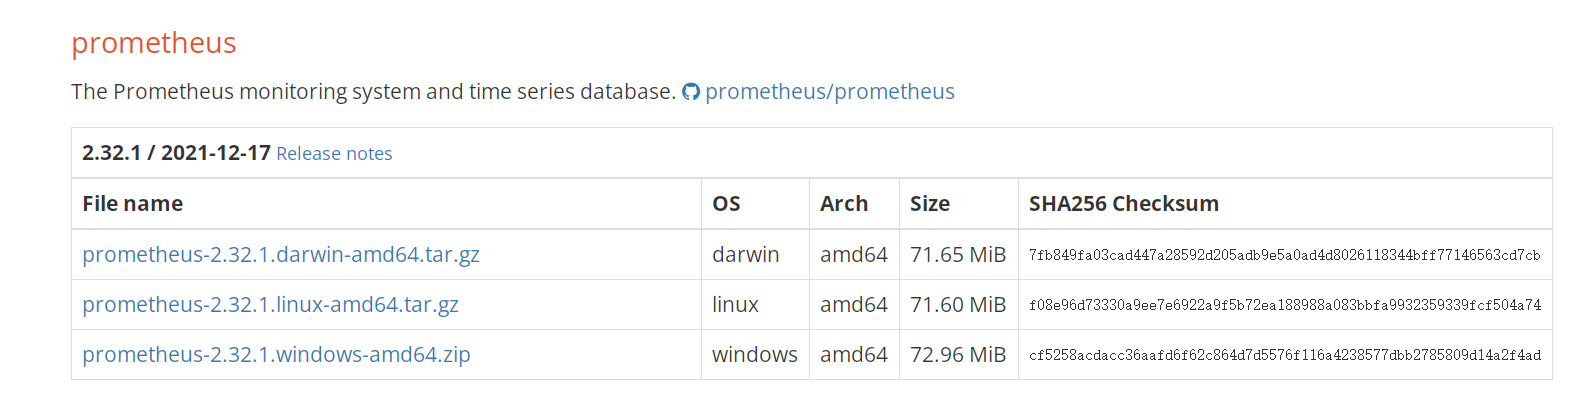 prometheus
The Prometheus monitoring system and time series database. prometheus/prometheus
2.32.1 / 2021-12-17 Release notes
File name OS Arch Size SHA256 Checksum
prometheus-2.32.1.darwin-amd64.tar.gz darwin amd64 71.65 MiB 7fb849fa03cad447a28592d205adb9e5a0ad4d8026118344bff77146563cd7cb
prometheus-2.32.1.linux-amd64.tar.gz linux amd64 71.60 MiB f08e96d73330a9ee7e6922a9f5b72ea188988a083bbfa9932359339fcf504a74
prometheus-2.32.1.windows-amd64.zip windows amd64 72.96 MiB cf5258acdacc36aafd6f62c864d7d5576f116a4238577dbb2785809d14a2f4ad